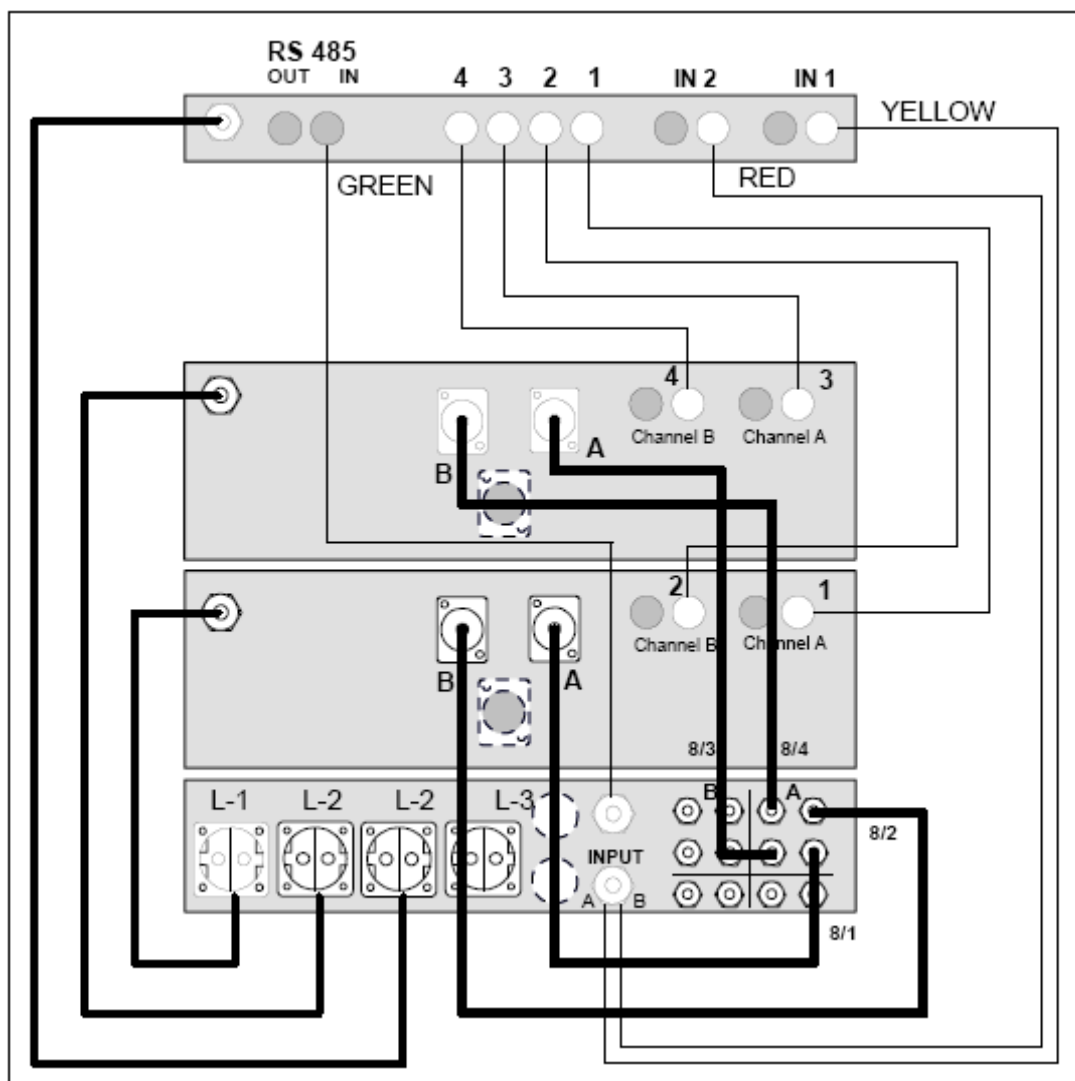 RS 485
OUT IN 4 3 2 1 IN 2 IN 1
YELLOW
GREEN RED
4 3
Channel B Channel A
A
B
2 1
Channel B Channel A
B A
8/3 8/4
L-1 L-2 L-2 L-3 B A
8/2
INPUT
A B
8/1